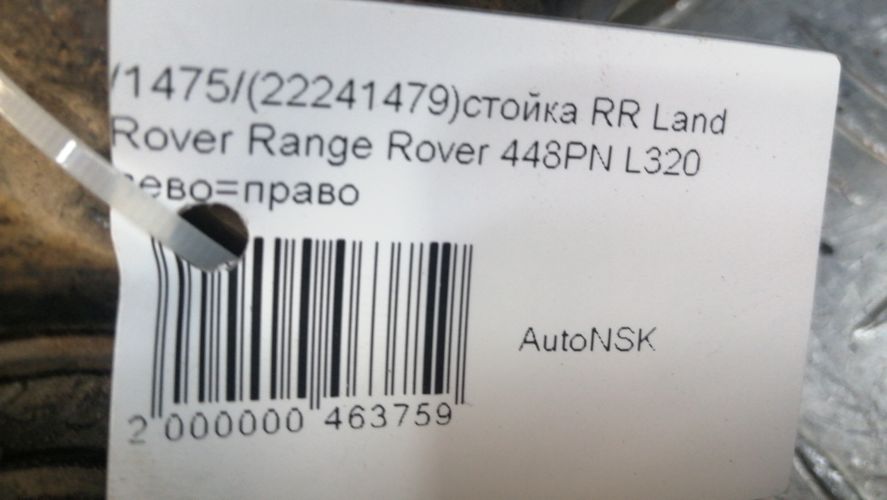 /1475/(22241479)стойка RR Land
Rover Range Rover 448PN L320
лево=право
AutoNSK
2 000000 463759